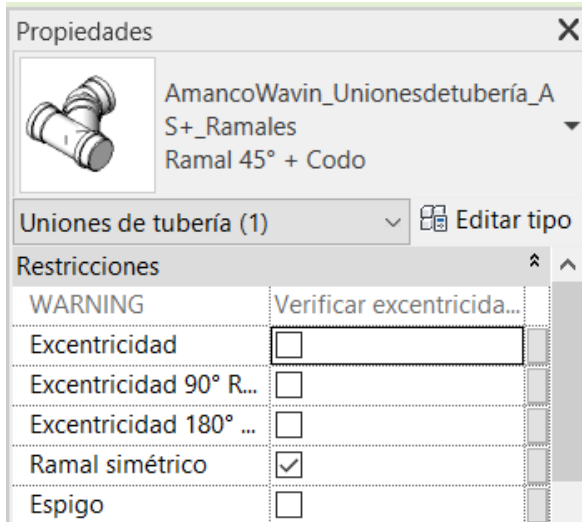 Propiedades
AmancoWavin_Unionesdetubería_A
S+_Ramales
Ramal 45° + Codo
Uniones de tubería (1)
Editar tipo
Restricciones
WARNING Verificar excentricida...
Excentricidad
Excentricidad 90° R...
Excentricidad 180° ...
Ramal simétrico
Espigo